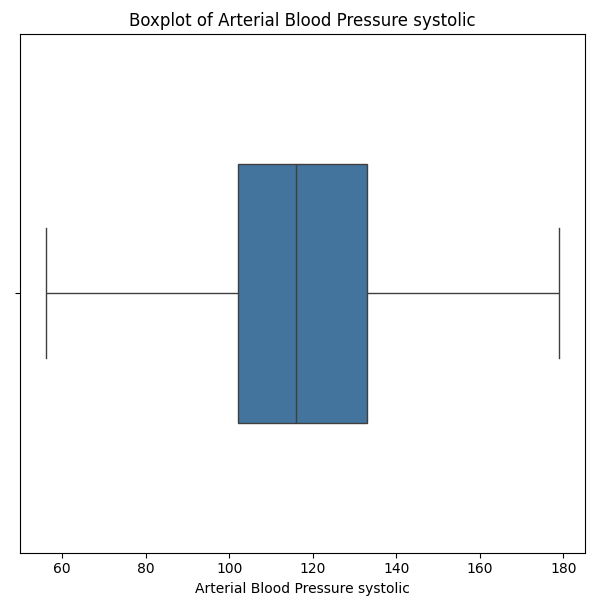 Boxplot of Arterial Blood Pressure systolic
60 80 100 120 140 160 180
Arterial Blood Pressure systolic